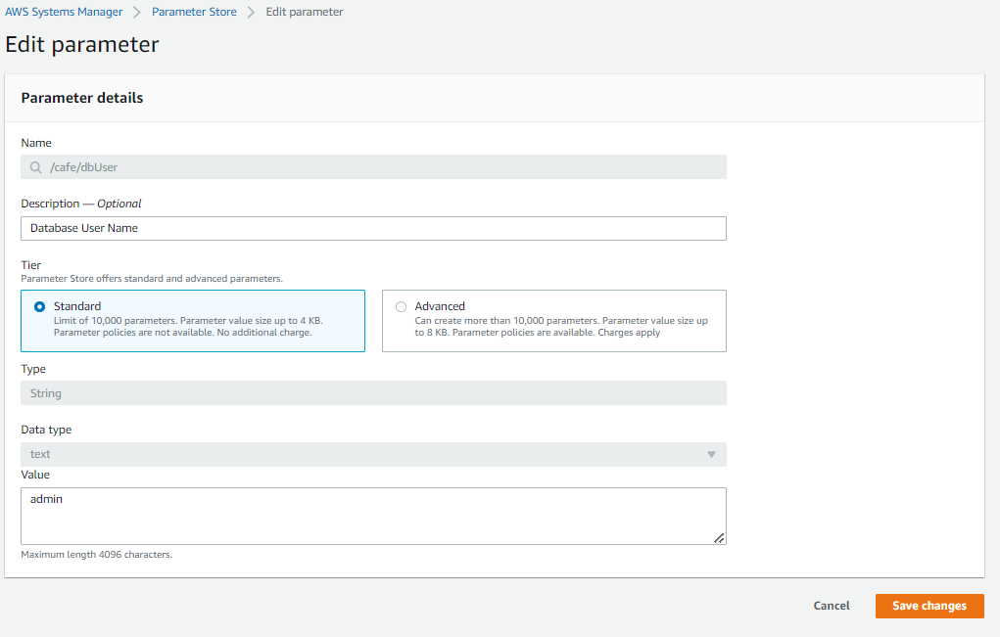 AWS Systems Manager > Parameter Store > Edit parameter
Edit parameter
Parameter details
Name
/cafe/dbUser
Description — Optional
Database User Name
Tier
Parameter Store offers standard and advanced parameters.
Standard
Limit of 10,000 parameters. Parameter value size up to 4 KB.
Parameter policies are not available. No additional charge.
Advanced
Can create more than 10,000 parameters. Parameter value size up
to 8 KB. Parameter policies are available. Charges apply
Type
String
Data type
text
Value
admin
Maximum length 4096 characters.
Cancel
Save changes